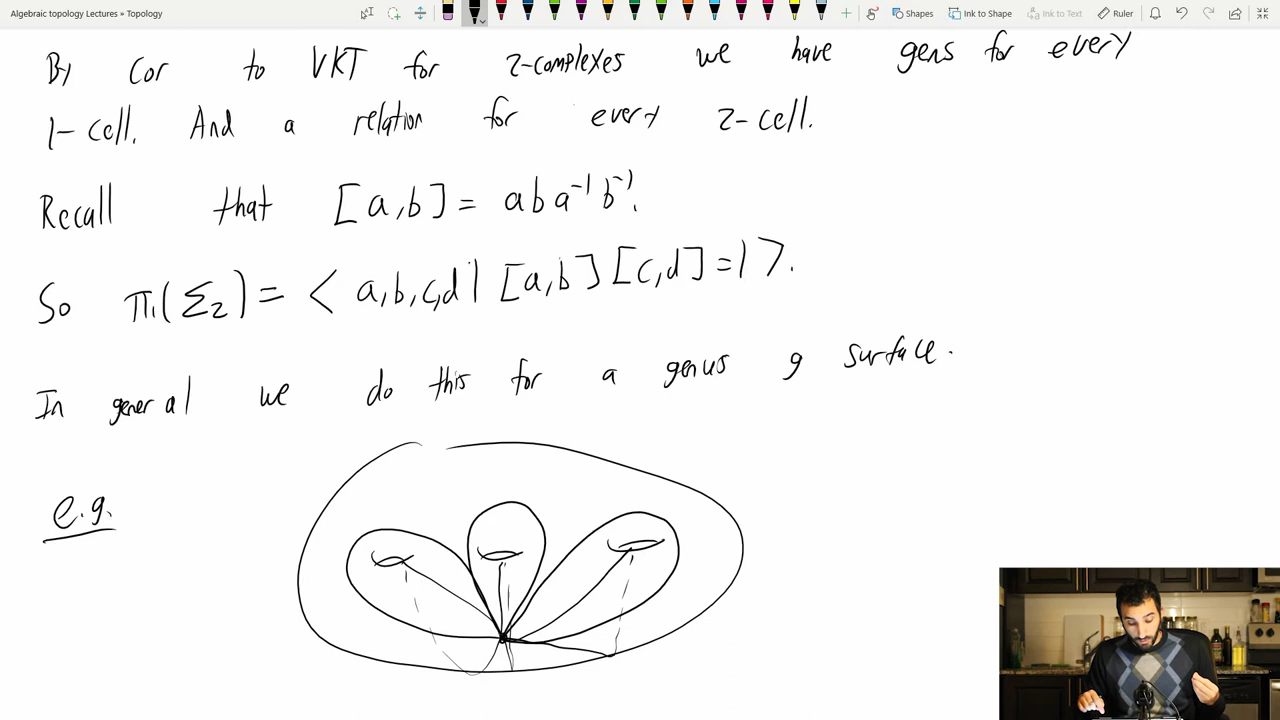 Algebraic topology Lectures » Topology
Shapes
Ink to Shape
Ink to Text
Ruler
By Cor to VKT for 2-complexes we have gens for every
1-cell. And a relation for every 2-cell.
Recall that [a,b] = a b a⁻¹ b⁻¹.
So π₁(Σ₂) = < a,b,c,d | [a,b][c,d]=1 >.
In general we do this for a genus g surface.
e.g.